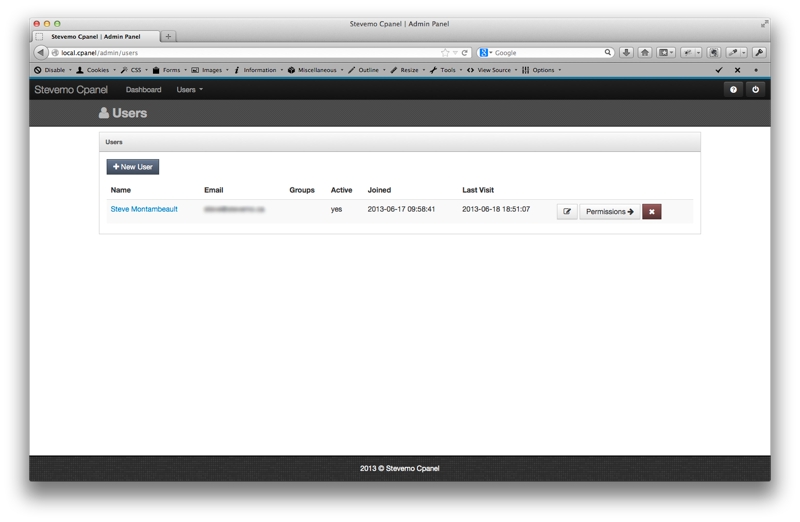 Stevemo Cpanel | Admin Panel
Stevemo Cpanel | Admin Panel
local.cpanel/admin/users
Google
Disable Cookies CSS Forms Images Information Miscellaneous Outline Resize Tools View Source Options
Stevemo Cpanel Dashboard Users
Users
Users
New User
Name Email Groups Active Joined Last Visit
Steve Montambeault yes 2013-06-17 09:58:41 2013-06-18 18:51:07 Permissions
2013 © Stevemo Cpanel